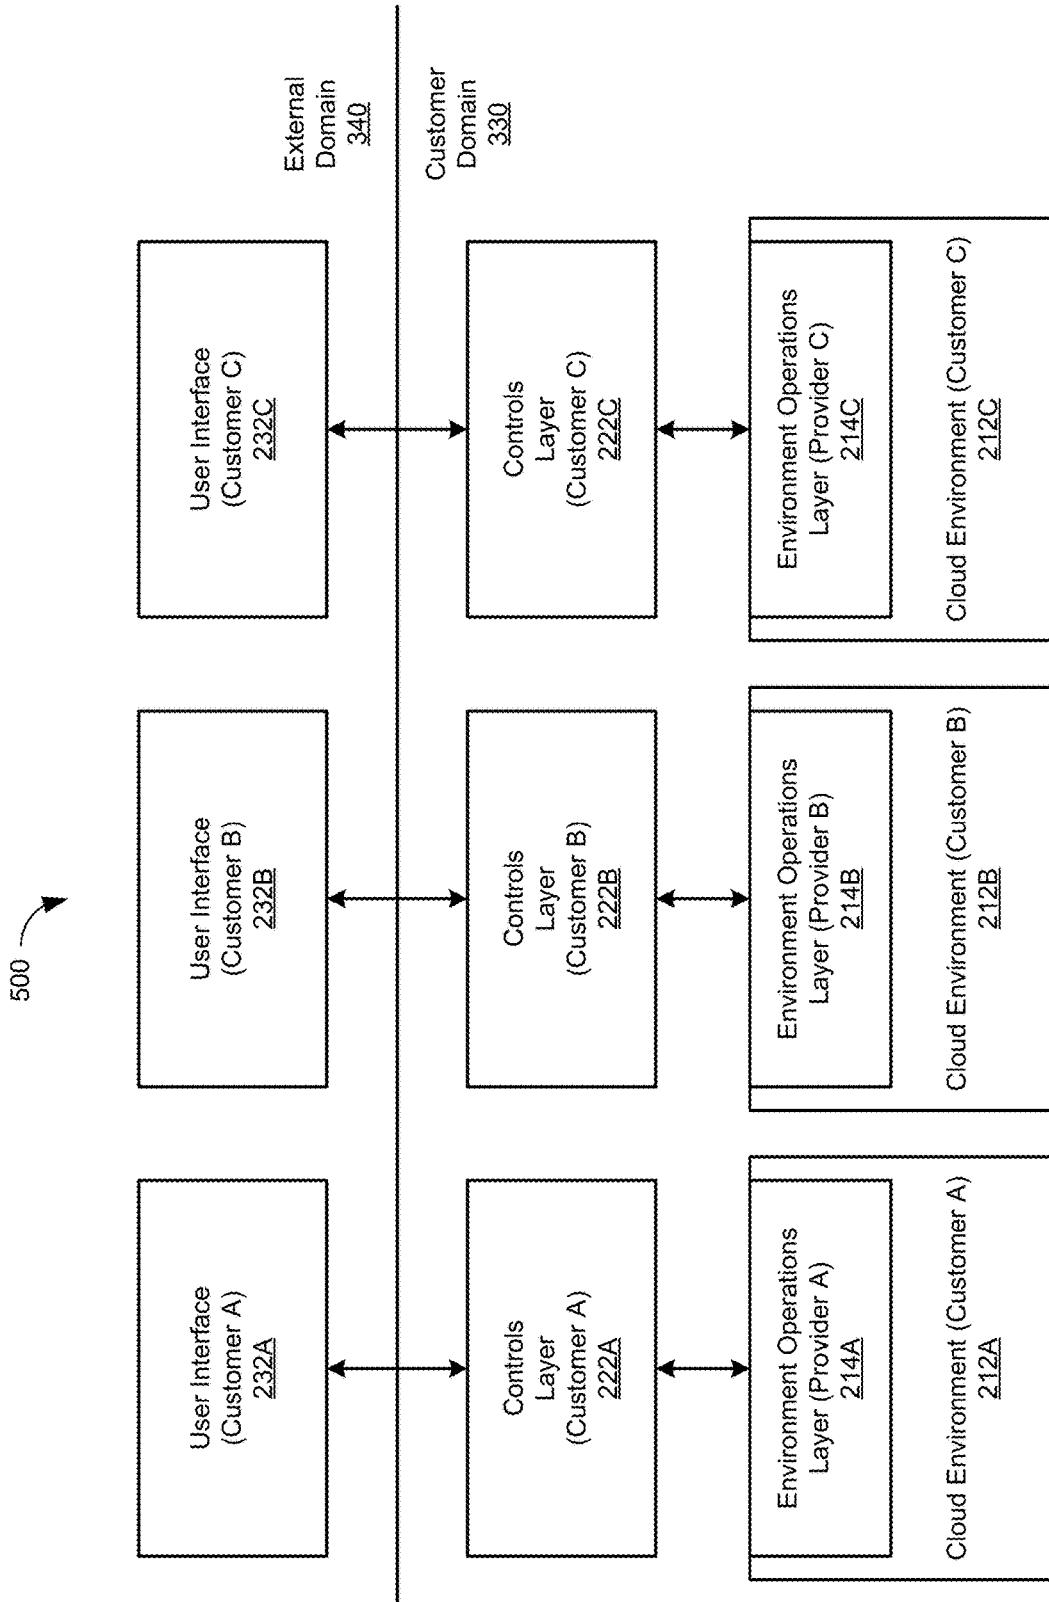 500
User Interface
(Customer A)
232A
User Interface
(Customer B)
232B
User Interface
(Customer C)
232C
External
Domain
340
Customer
Domain
330
Controls
Layer
(Customer A)
222A
Controls
Layer
(Customer B)
222B
Controls
Layer
(Customer C)
222C
Environment Operations
Layer (Provider A)
214A
Environment Operations
Layer (Provider B)
214B
Environment Operations
Layer (Provider C)
214C
Cloud Environment (Customer A)
212A
Cloud Environment (Customer B)
212B
Cloud Environment (Customer C)
212C